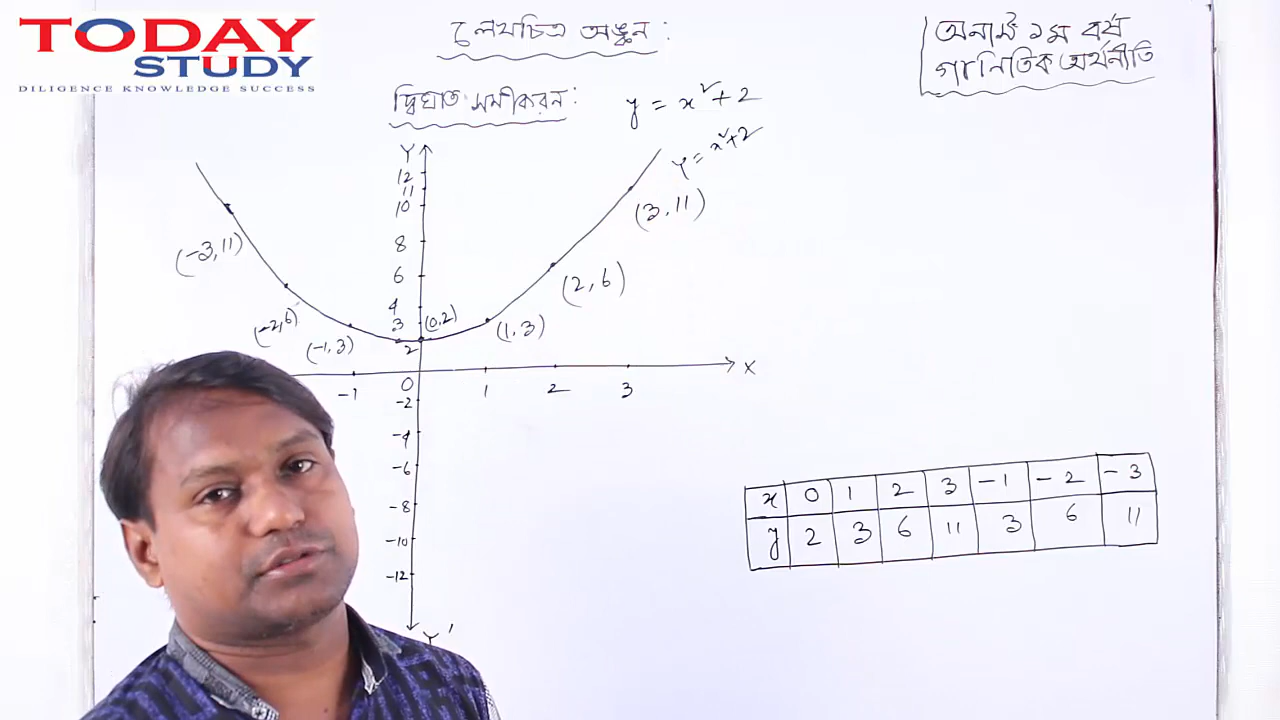 TODAY
STUDY
DILIGENCE KNOWLEDGE SUCCESS
লেখচিত্র অঙ্কন :
অনার্স ১ম বর্ষ
গাণিতিক অর্থনীতি
দ্বিঘাত সমীকরন : y = x²+2
Y = x²+2
Y
12
11
10
8
6
4
3
2
(-3, 11)
(-2, 6)
(-1, 3)
(0,2)
(1, 3)
(2, 6)
(3, 11)
-1 0 1 2 3 X
-2
-4
-6
-8
-10
-12
Y'
x 0 1 2 3 -1 -2 -3
y 2 3 6 11 3 6 11